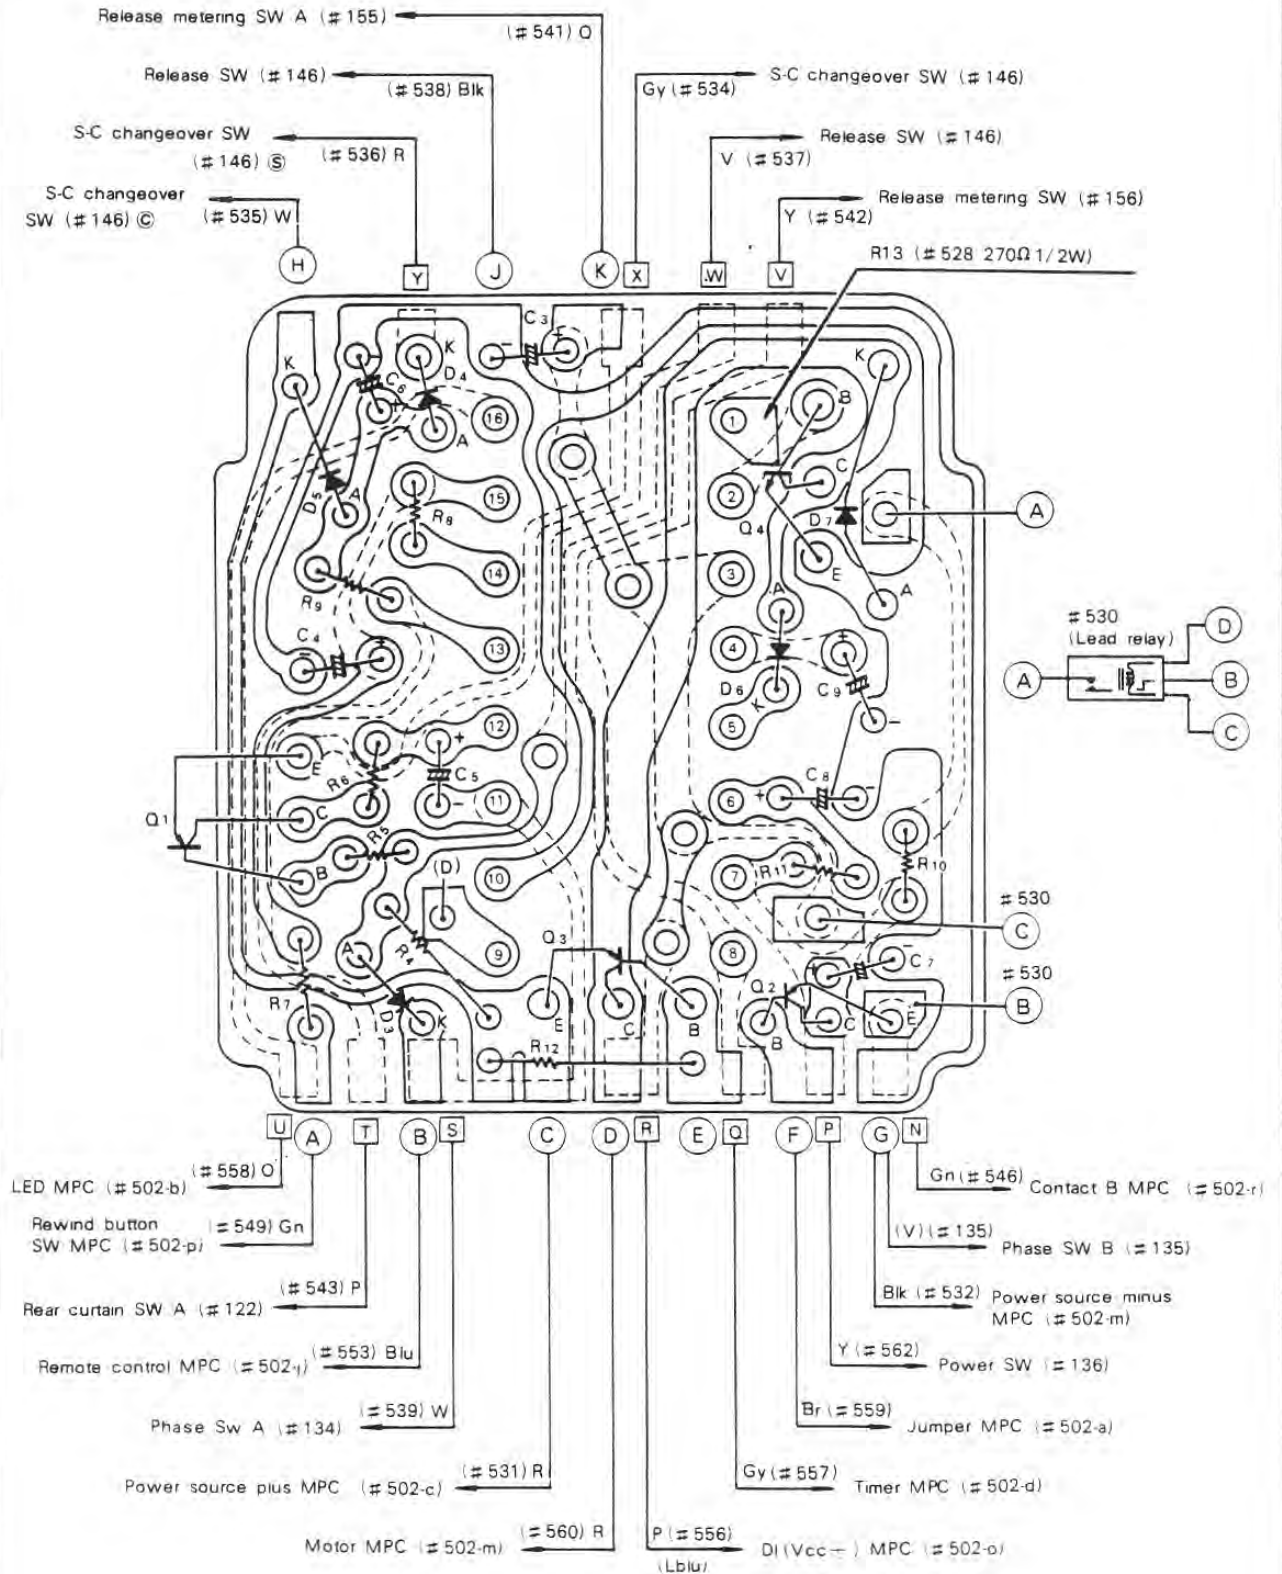 Release metering SW A (#155)
(#541) O
Release SW (#146)
(#538) Blk
S-C changeover SW (#146)
Gy (#534)
S-C changeover SW
(#146) Ⓢ
(#536) R
Release SW (#146)
V (#537)
S-C changeover
SW (#146) Ⓒ
(#535) W
Release metering SW (#156)
Y (#542)
R13 (#528 270Ω 1/2W)
H
Y
J
K
X
W
V
C3
-
+
K
K
D4
C6
+
A
16
D5
A
15
R8
14
R9
13
C4
-
+
12
E
R6
+
C5
-
11
C
Q1
R5
B
(D)
10
A
R4
9
R7
D3
K
Q3
E
C
B
R12
1
B
K
2
C
Q4
D7
A
3
E
A
A
4
+
D6
K
C9
-
5
6
+
C8
-
7
R11
R10
#530
C
8
+
-
C7
Q2
#530
B
C
E
B
#530
(Lead relay)
A
D
B
C
U
A
T
B
S
C
D
R
E
Q
F
P
G
N
(#558) O
LED MPC (#502-b)
Rewind button
SW MPC (#502-p)
(#549) Gn
(#543) P
Rear curtain SW A (#122)
(#553) Blu
Remote control MPC (#502-j)
(#539) W
Phase Sw A (#134)
(#531) R
Power source plus MPC (#502-c)
(#560) R
Motor MPC (#502-m)
Gn (#546)
Contact B MPC (#502-r)
(V) (#135)
Phase SW B (#135)
Blk (#532)
Power source minus
MPC (#502-m)
Y (#562)
Power SW (#136)
Br (#559)
Jumper MPC (#502-a)
Gy (#557)
Timer MPC (#502-d)
P (#556)
(Lblu)
DI (Vcc+) MPC (#502-o)